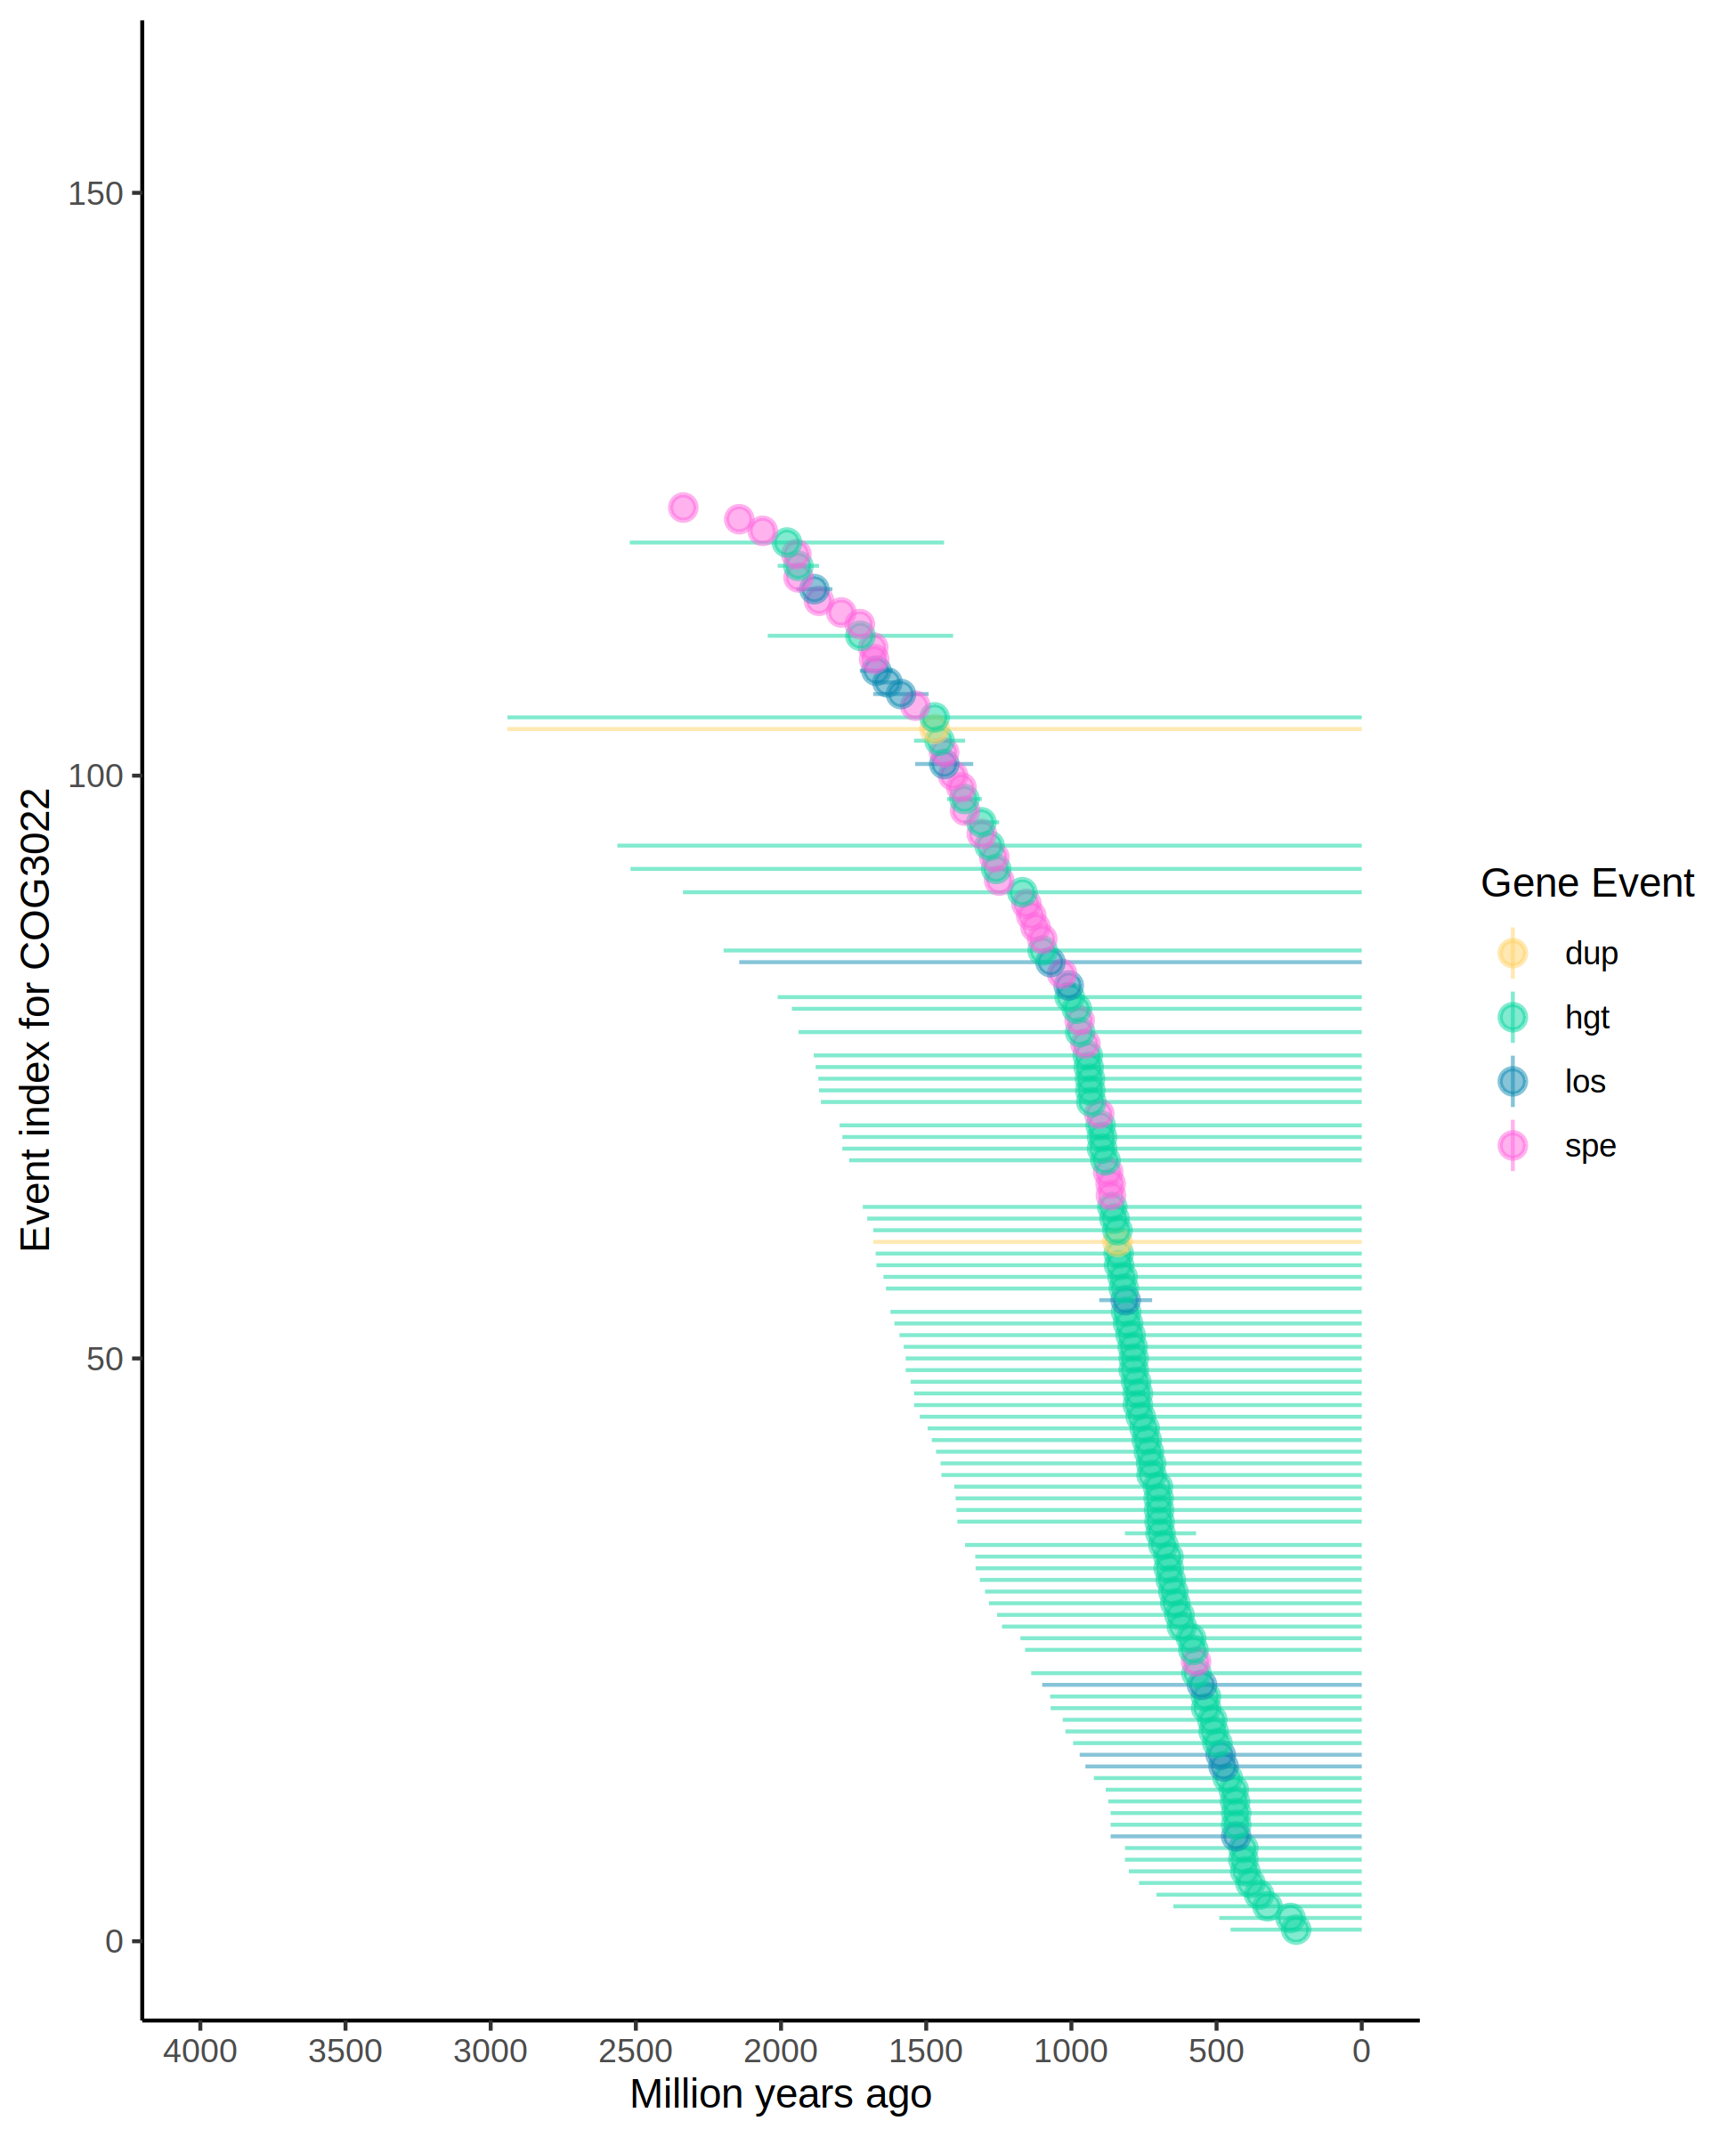 150
100
50
0
Event index for COG3022
4000 3500 3000 2500 2000 1500 1000 500 0
Million years ago
Gene Event
dup
hgt
los
spe